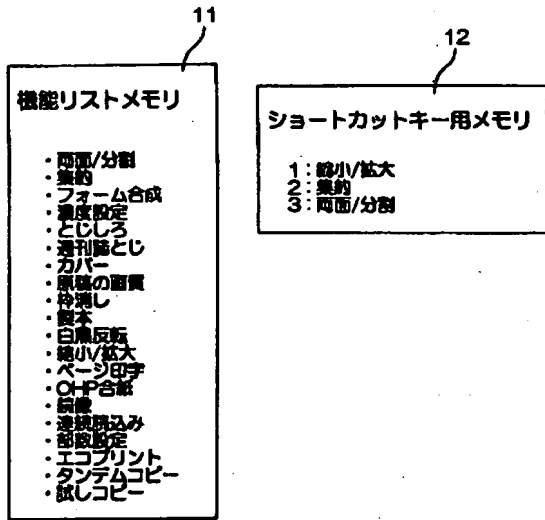 11
機能リストメモリ
・両面/分割
・集約
・フォーム合成
・濃度設定
・とじしろ
・週刊誌とじ
・カバー
・原稿の画質
・枠消し
・製本
・白黒反転
・縮小/拡大
・ページ印字
・OHP合紙
・鏡像
・連続読込み
・部数設定
・エコプリント
・タンデムコピー
・試しコピー
12
ショートカットキー用メモリ
1：縮小/拡大
2：集約
3：両面/分割